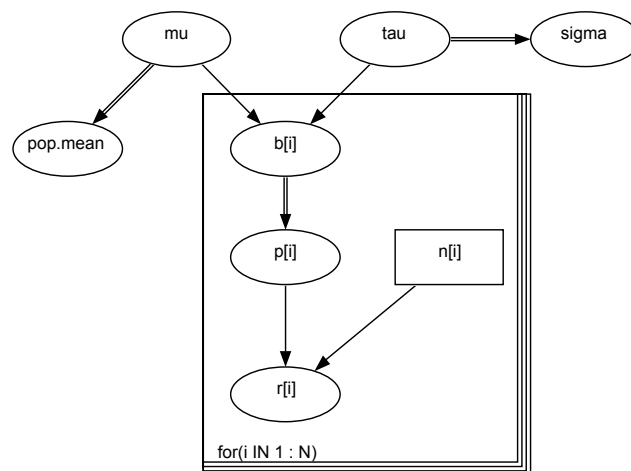 mu
tau
sigma
pop.mean
b[i]
p[i]
n[i]
r[i]
for(i IN 1 : N)